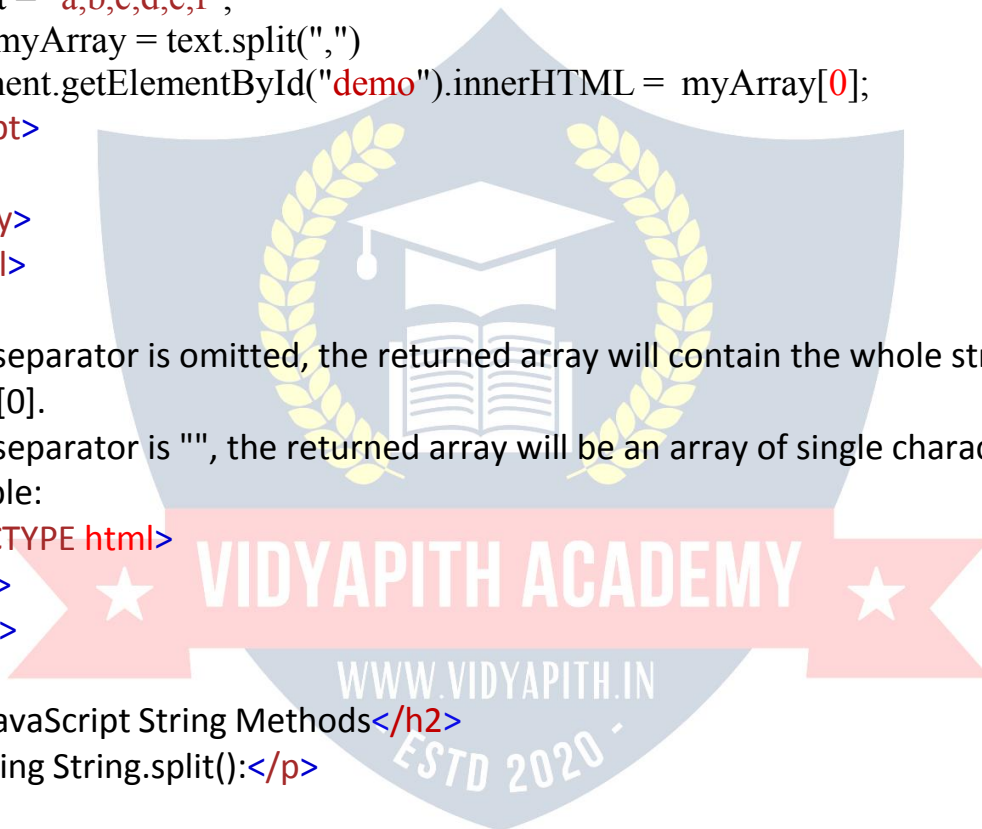 "a,b,c,d,e,f";
myArray = text.split(",")
ment.getElementById("demo").innerHTML = myArray[0];
pt>
y>
l>
separator is omitted, the returned array will contain the whole str
[0].
separator is "", the returned array will be an array of single charac
ple:
CTYPE html>
>
>
VIDYAPITH ACADEMY
WWW.VIDYAPITH.IN
avaScript String Methods</h2>
ing String.split():</p>
ESTD 2020